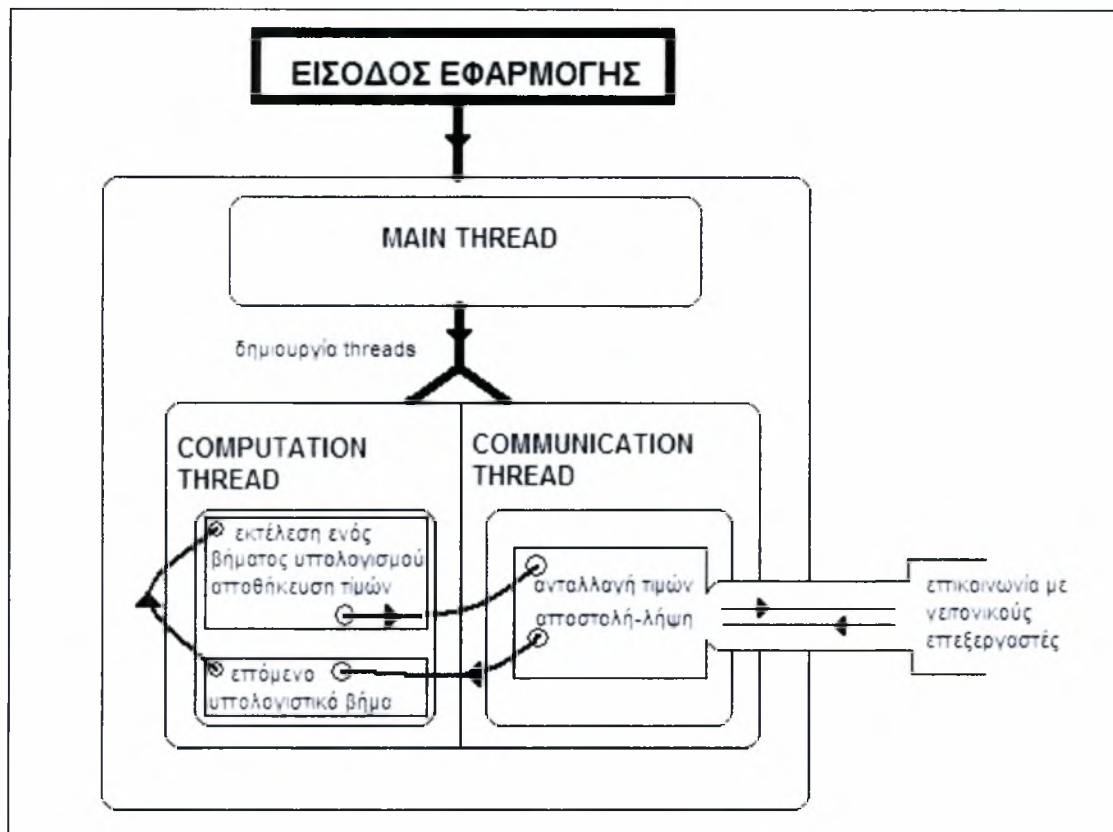 ΕΙΣΟΔΟΣ ΕΦΑΡΜΟΓΗΣ
MAIN THREAD
δημιουργία threads
COMPUTATION
THREAD
εκτέλεση ενός
βήματος υπολογισμού
αποθήκευση τίμών
επόμενο
υπολογιστικό βήμα
COMMUNICATION
THREAD
ανταλλαγή τιμών
αποστολή-λήψη
επικοινωνία με
γειτονικούς
επεξεργαστές